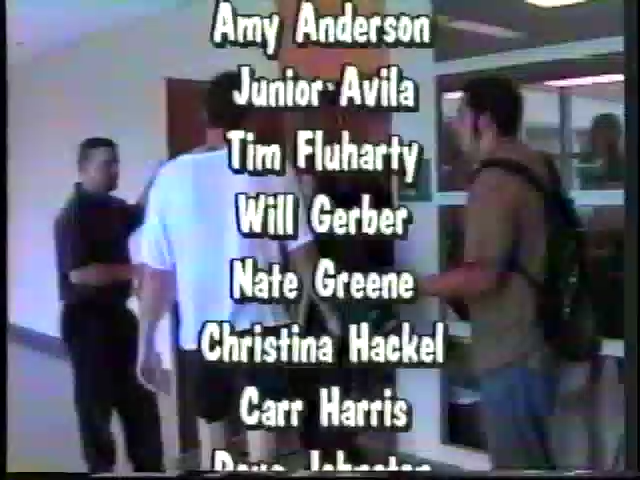 Amy Anderson
Junior Avila
Tim Fluharty
Will Gerber
Nate Greene
Christina Hackel
Carr Harris